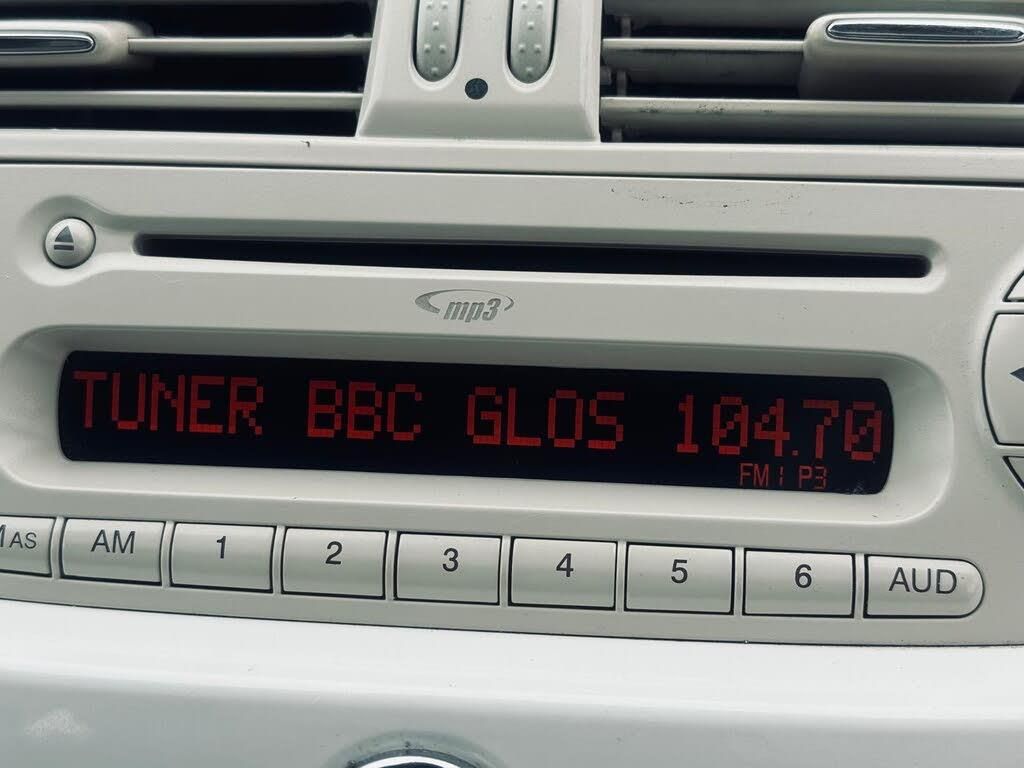 mp3
TUNER BBC GLOS 104.70
FM1 P3
AS AM 1 2 3 4 5 6 AUD